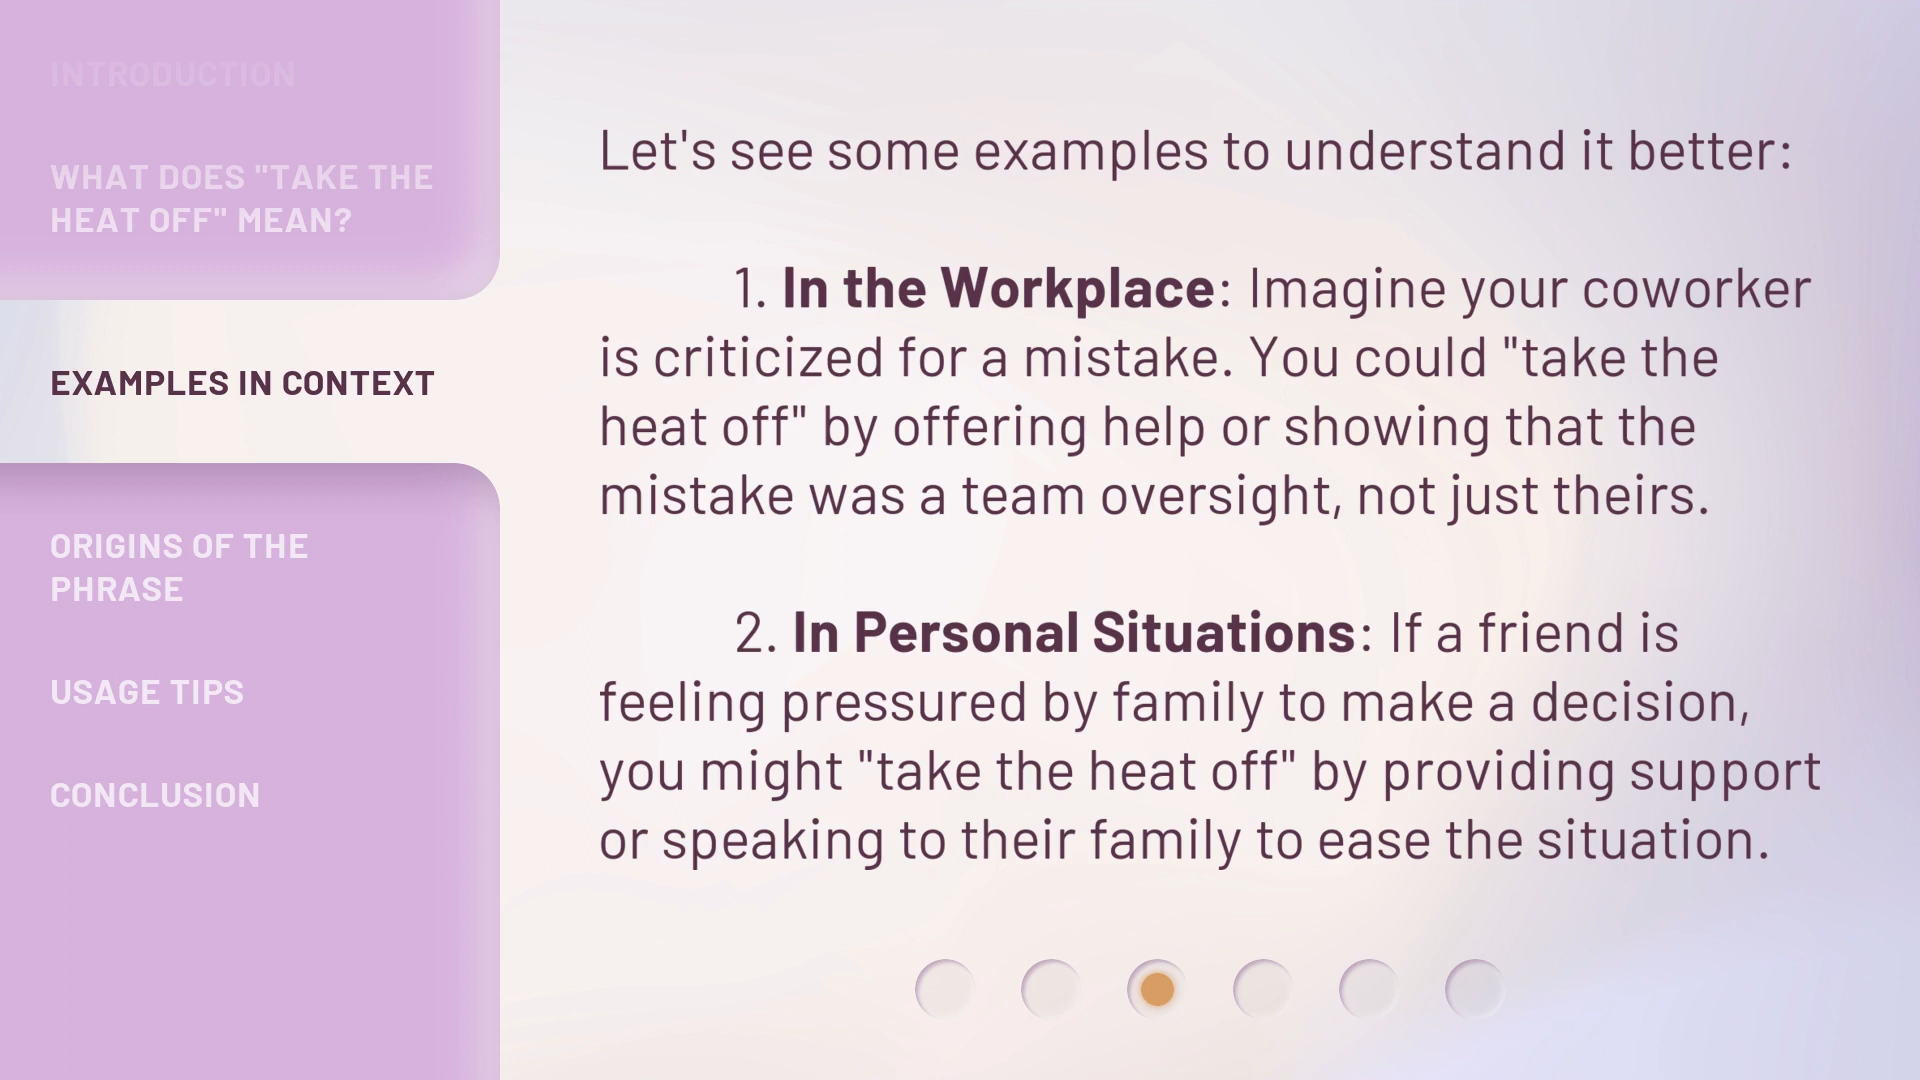 INTRODUCTION
WHAT DOES "TAKE THE
HEAT OFF" MEAN?
EXAMPLES IN CONTEXT
ORIGINS OF THE
PHRASE
USAGE TIPS
CONCLUSION
Let's see some examples to understand it better:
1. In the Workplace: Imagine your coworker
is criticized for a mistake. You could "take the
heat off" by offering help or showing that the
mistake was a team oversight, not just theirs.
2. In Personal Situations: If a friend is
feeling pressured by family to make a decision,
you might "take the heat off" by providing support
or speaking to their family to ease the situation.